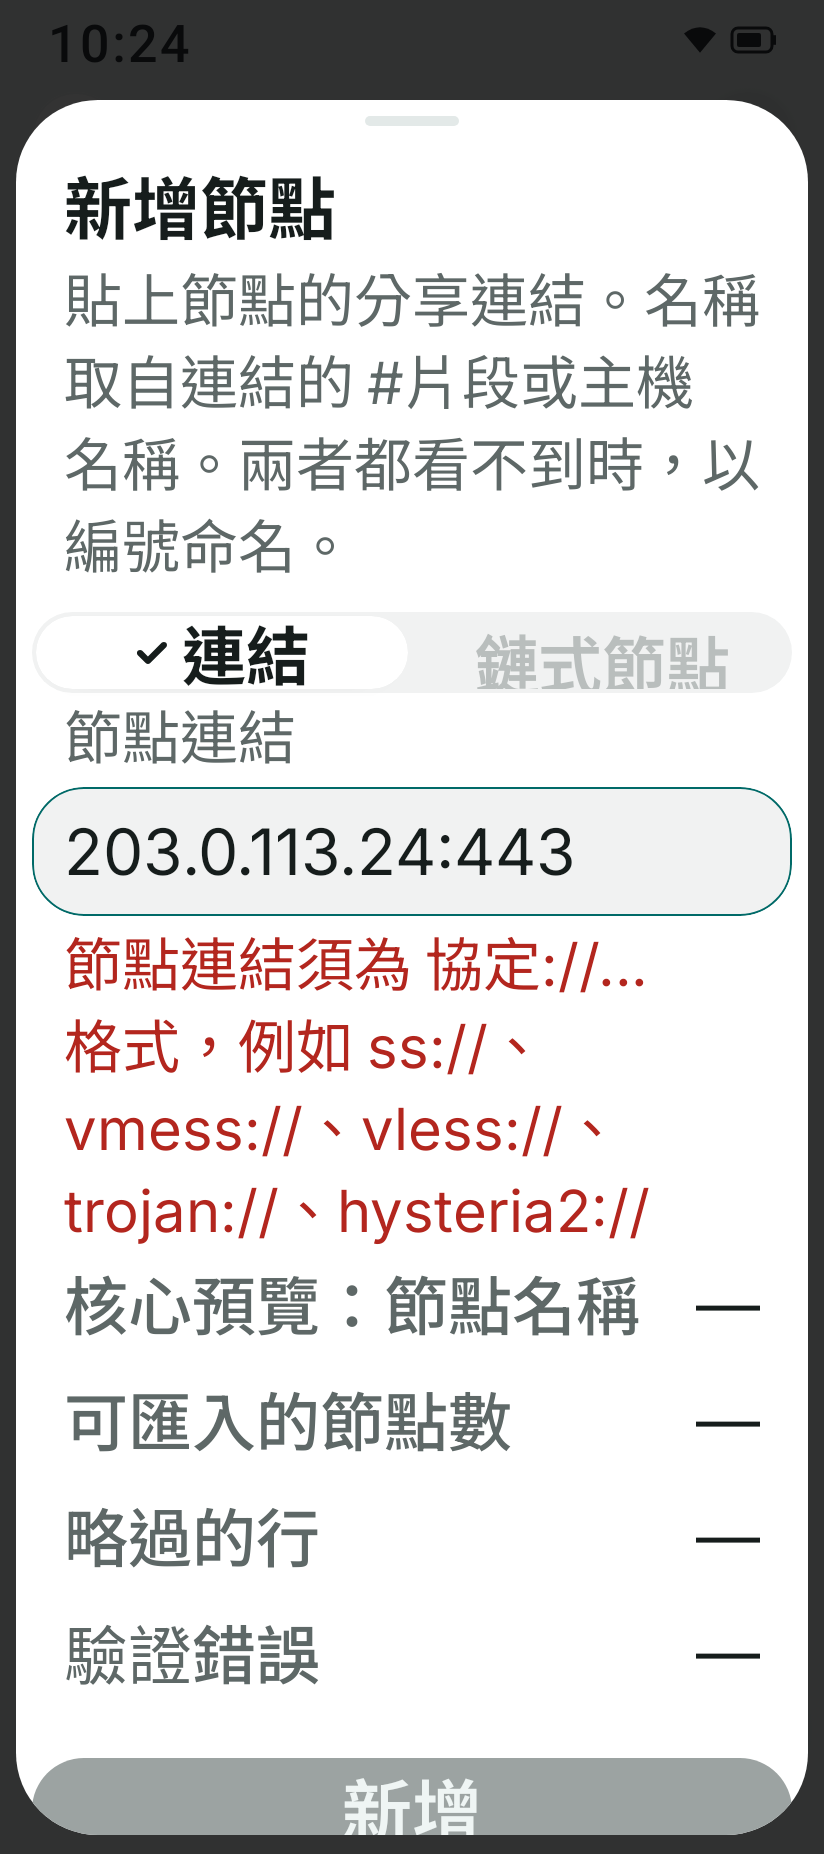 10:24
新增節點
貼上節點的分享連結。名稱
取自連結的 #片段或主機
名稱。兩者都看不到時，以
編號命名。
連結
鏈式節點
節點連結
203.0.113.24:443
節點連結須為 協定://...
格式，例如 ss://、
vmess://、vless://、
trojan://、hysteria2://
核心預覽：節點名稱 —
可匯入的節點數 —
略過的行 —
驗證錯誤 —
新增